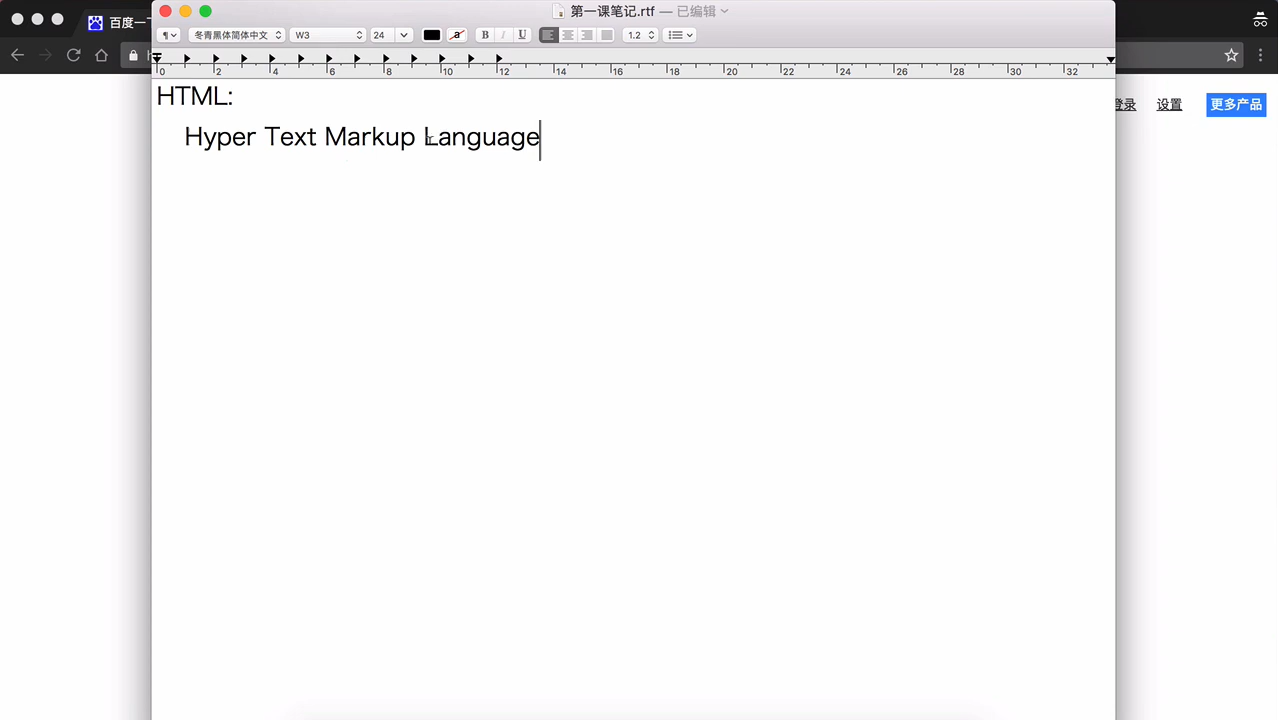 百度一
第一课笔记.rtf — 已编辑
¶ 冬青黑体简体中文 W3 24 a B I U 1.2
0 2 4 6 8 10 12 14 16 18 20 22 24 26 28 30 32
登录 设置 更多产品
HTML:
Hyper Text Markup Language